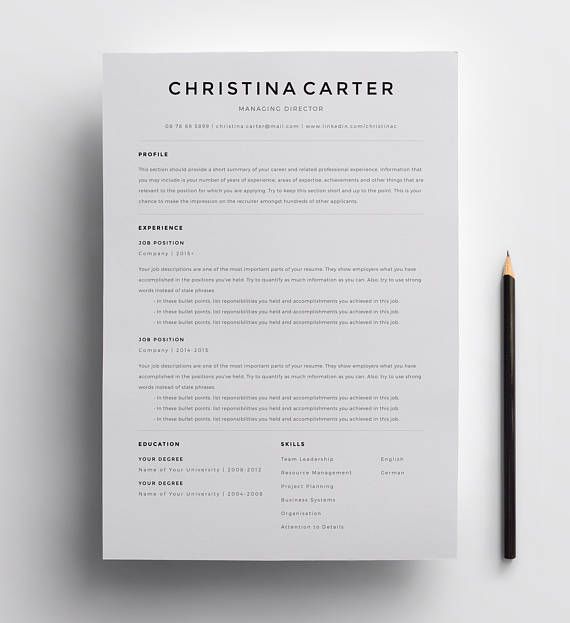 CHRISTINA CARTER
MANAGING DIRECTOR
08 78 68 5899 | christina.carter@mail.com | www.linkedin.com/christinac
PROFILE
This section should provide a short summary of your career and related professional experience. Information that
you may include is your number of years of experience, areas of expertise, achievements and other things that are
relevant to the position for which you are applying. Try to keep this section short and up to the point. This is your
chance to make the impression on the recruiter amongst hundreds of other applicants.
EXPERIENCE
JOB POSITION
Company | 2015+
Your job descriptions are one of the most important parts of your resume. They show employers what you have
achieved in the positions you've held. Try to quantify as much information as you can. Also, try to use strong
words instead of stale phrases
- In these bullet points, list reponsibilities you held and accomplishments you achieved in this job.
- In these bullet points, list reponsibilities you held and accomplishments you achieved in this job.
- In these bullet points, list reponsibilities you held and accomplishments you achieved in this job.
JOB POSITION
Company | 2014-2015
Your job descriptions are one of the most important parts of your resume. They show employers what you have
achieved in the positions you've held. Try to quantify as much information as you can. Also, try to use strong
words instead of stale phrases
- In these bullet points, list reponsibilities you held and accomplishments you achieved in this job.
- In these bullet points, list reponsibilities you held and accomplishments you achieved in this job.
- In these bullet points, list reponsibilities you held and accomplishments you achieved in this job.
EDUCATION
YOUR DEGREE
Name of Your University | 2008-2012
YOUR DEGREE
Name of Your University | 2004-2008
SKILLS
Team Leadership
Resource Management
Project Planning
Business Systems
Organisation
Attention to Details
English
German